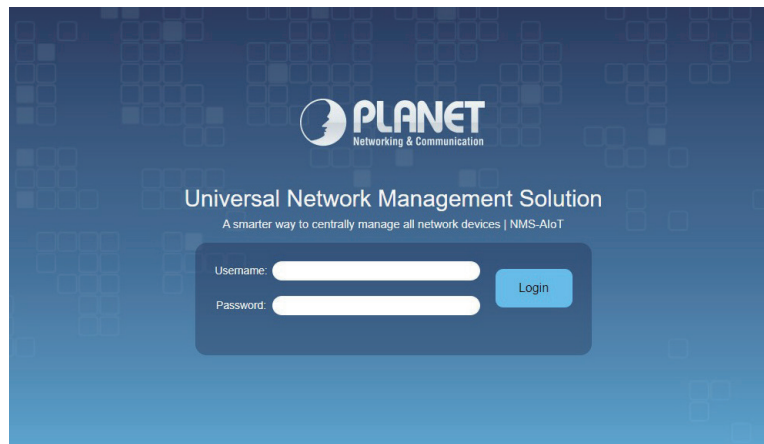 PLANET
Networking & Communication
Universal Network Management Solution
A smarter way to centrally manage all network devices | NMS-AIoT
Username:
Login
Password: